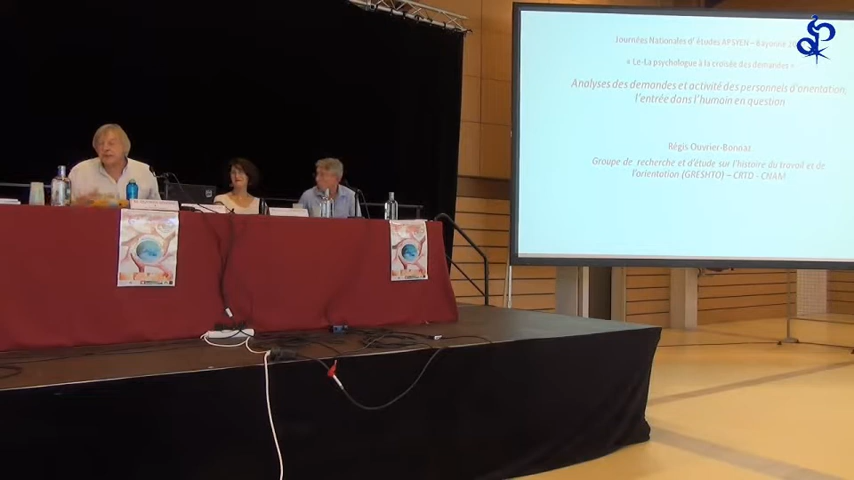 Journées Nationales d'études APSYEN – Bayonne
« Le-La psychologue à la croisée des demandes »
Analyses de demandes et activité des personnels d'orientation,
l'entrée dans l'humain en question
Régis Ouvrier-Bonnaz
Groupe de recherche et d'étude sur l'histoire du travail et de
l'orientation (GRESHTO) – CRTD - CNAM